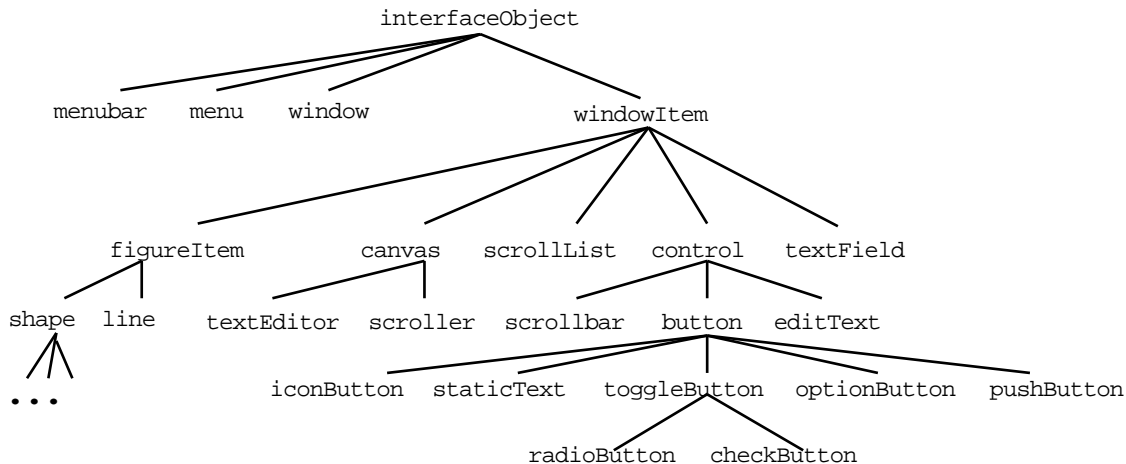 interfaceObject
menubar menu window windowItem
figureItem canvas scrollList control textField
shape line textEditor scroller scrollbar button editText
iconButton staticText toggleButton optionButton pushButton
...
radioButton checkButton